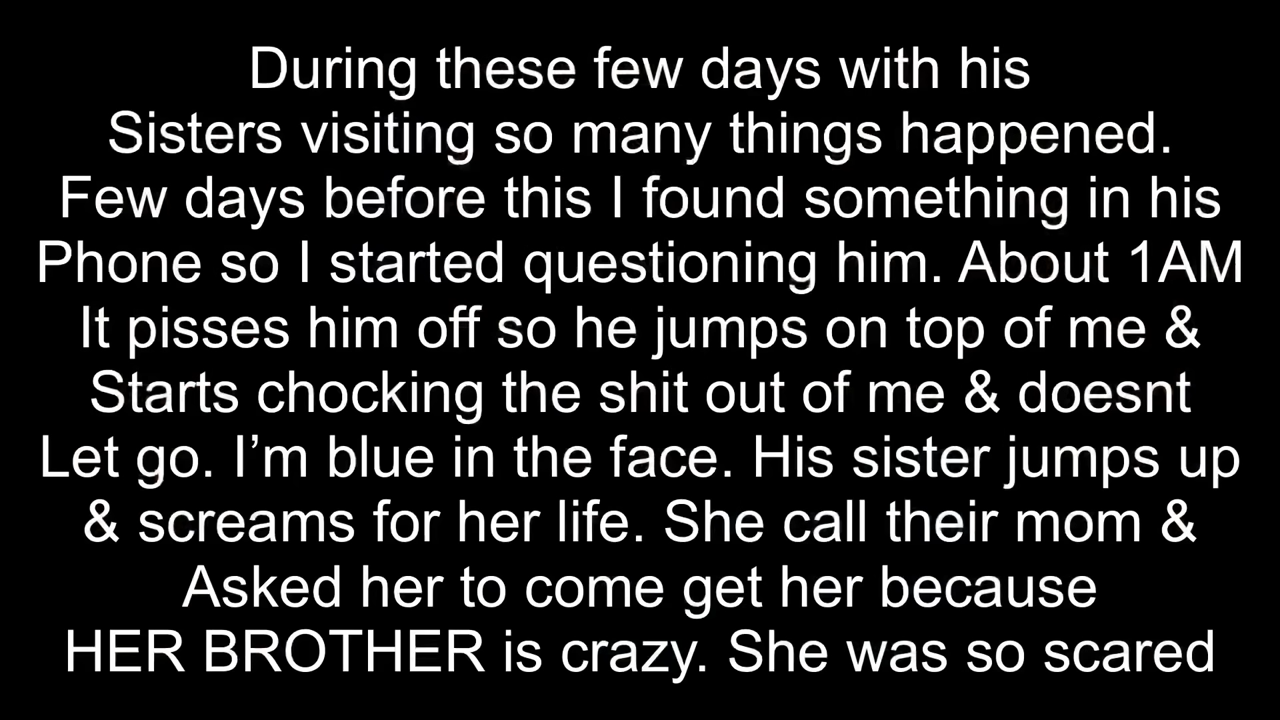 During these few days with his
Sisters visiting so many things happened.
Few days before this I found something in his
Phone so I started questioning him. About 1AM
It pisses him off so he jumps on top of me &
Starts chocking the shit out of me & doesnt
Let go. I’m blue in the face. His sister jumps up
& screams for her life. She call their mom &
Asked her to come get her because
HER BROTHER is crazy. She was so scared